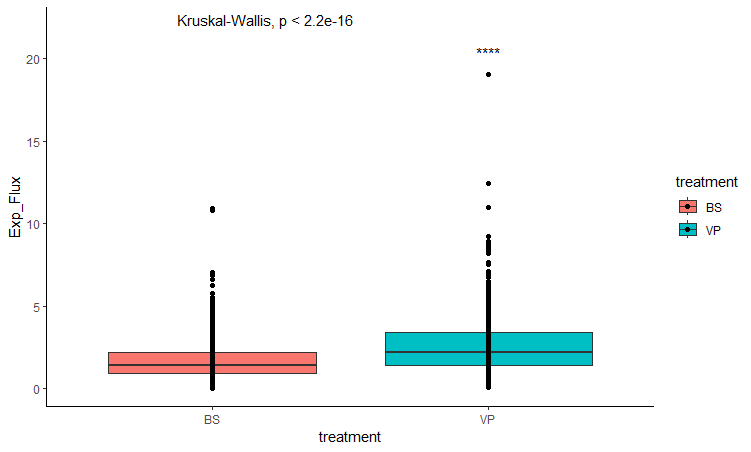 Kruskal-Wallis, p < 2.2e-16
****
20
15
10
5
0
Exp_Flux
BS
VP
treatment
treatment
BS
VP